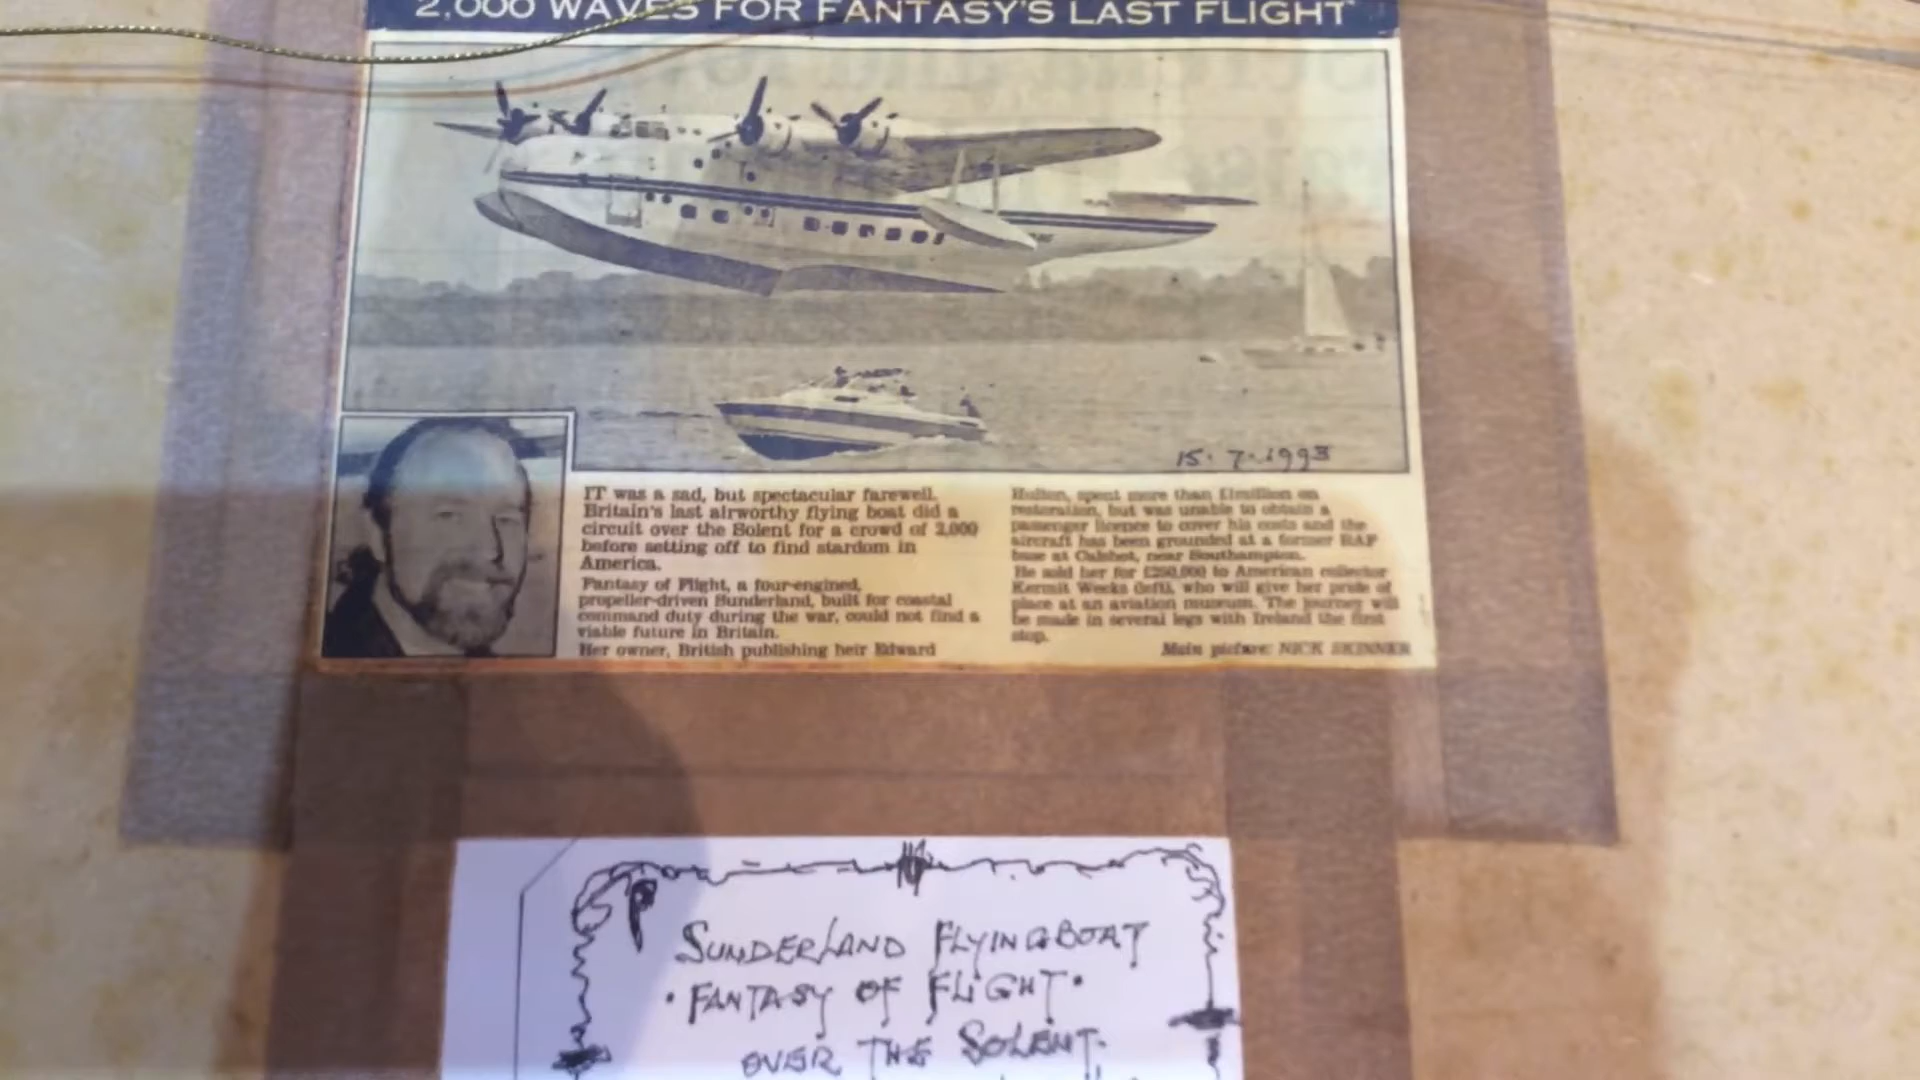 2,000 WAVES FOR FANTASY'S LAST FLIGHT
15.7.1993
IT was a sad, but spectacular farewell.
Britain's last airworthy flying boat did a
circuit over the Solent for a crowd of 2,000
before setting off to find stardom in
America.
Fantasy of Flight, a four-engined,
propeller-driven Sunderland, built for coastal
command duty during the war, could not find a
viable future in Britain.
Her owner, British publishing heir Edward
Hulton, spent more than £1million on
restoration, but was unable to obtain a
passenger licence to cover his costs and the
aircraft has been grounded at a former RAF
base at Calshot, near Southampton.
He sold her for £250,000 to American collector
Kermit Weeks (left), who will give her pride of
place at an aviation museum. The journey will
be made in several legs with Ireland the first
stop.
Main picture: NICK SKINNER
SUNDERLAND FLYINGBOAT
• FANTASY OF FLIGHT •
OVER THE SOLENT.